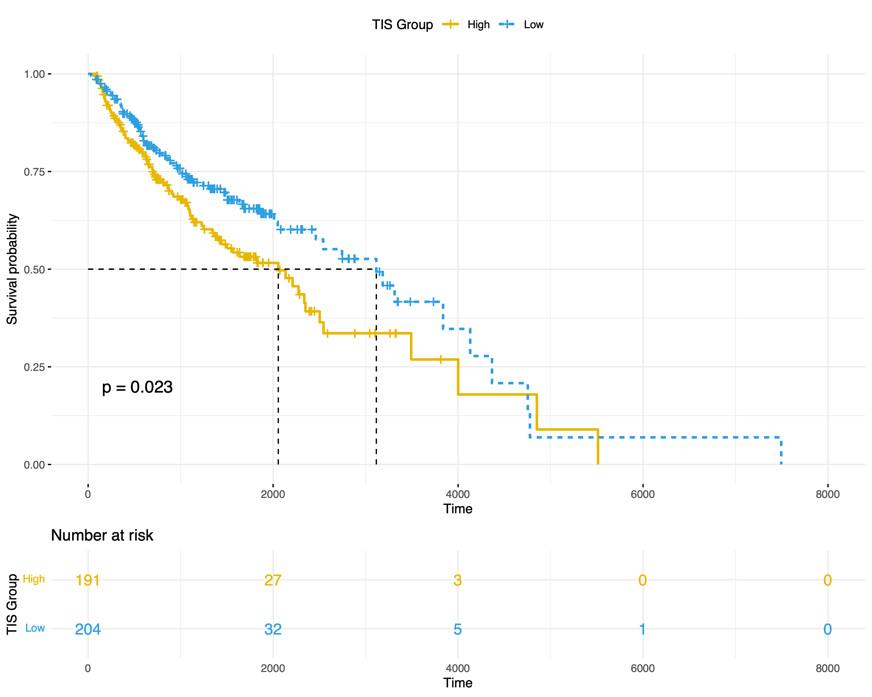 TIS Group High Low
1.00
0.75
0.50
0.25
0.00
Survival probability
p = 0.023
0 2000 4000 6000 8000
Time
Number at risk
TIS Group
High 191 27 3 0 0
Low 204 32 5 1 0
0 2000 4000 6000 8000
Time